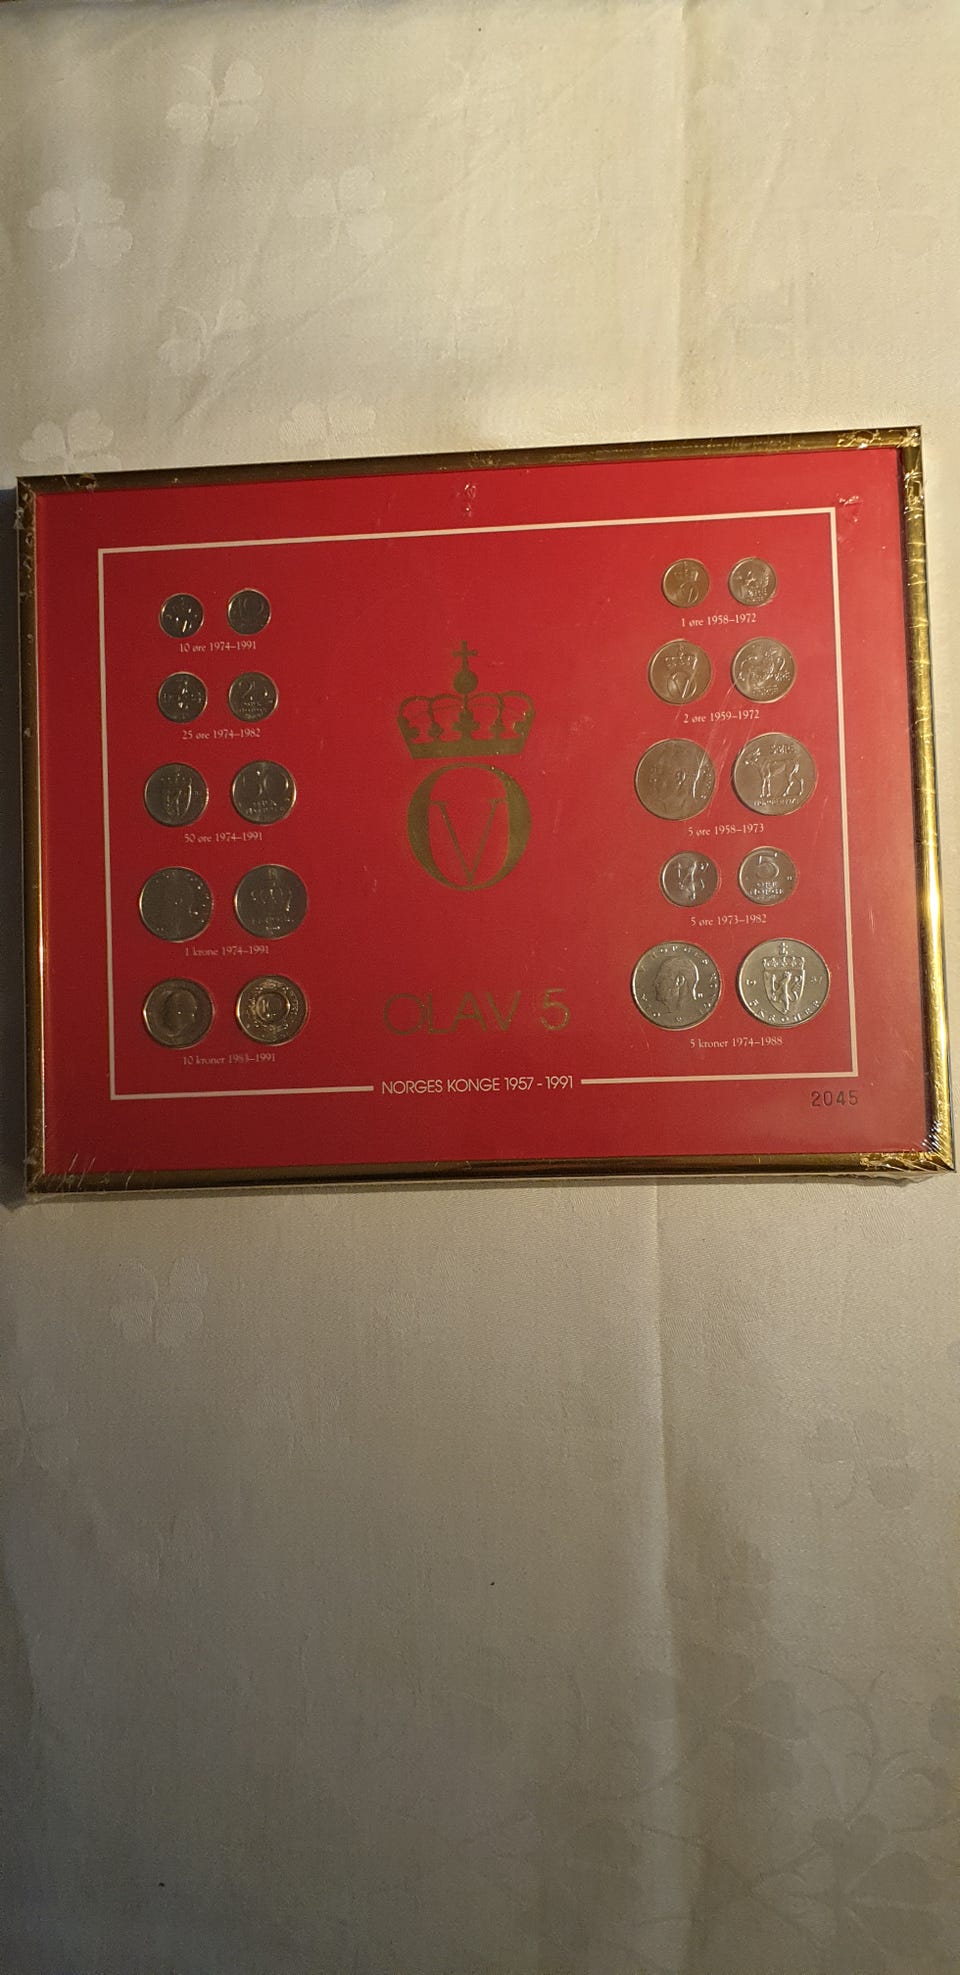 10 øre 1974–1991
25 øre 1974–1982
50 øre 1974–1991
1 krone 1974–1991
10 kroner 1983–1991
1 øre 1958–1972
2 øre 1959–1972
5 øre 1958–1973
5 øre 1973–1982
5 kroner 1974–1988
OV
OLAV 5
NORGES KONGE 1957 - 1991
2045